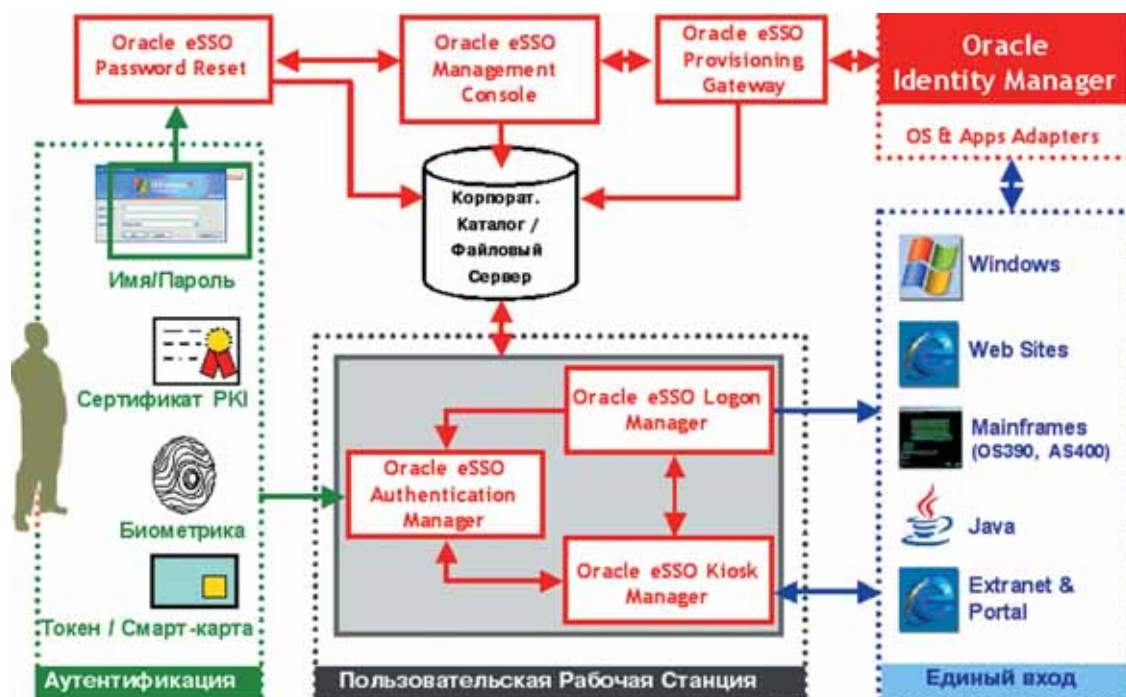 Oracle eSSO
Password Reset
Oracle eSSO
Management
Console
Oracle eSSO
Provisioning
Gateway
Oracle
Identity Manager
OS & Apps Adapters
Корпорат.
Каталог /
Файловый
Сервер
Имя/Пароль
Сертификат PKI
Биометрика
Токен / Смарт-карта
Аутентификация
Oracle eSSO Logon
Manager
Oracle eSSO
Authentication
Manager
Oracle eSSO Kiosk
Manager
Пользовательская Рабочая Станция
Windows
Web Sites
Mainframes
(OS390, AS400)
Java
Extranet &
Portal
Единый вход